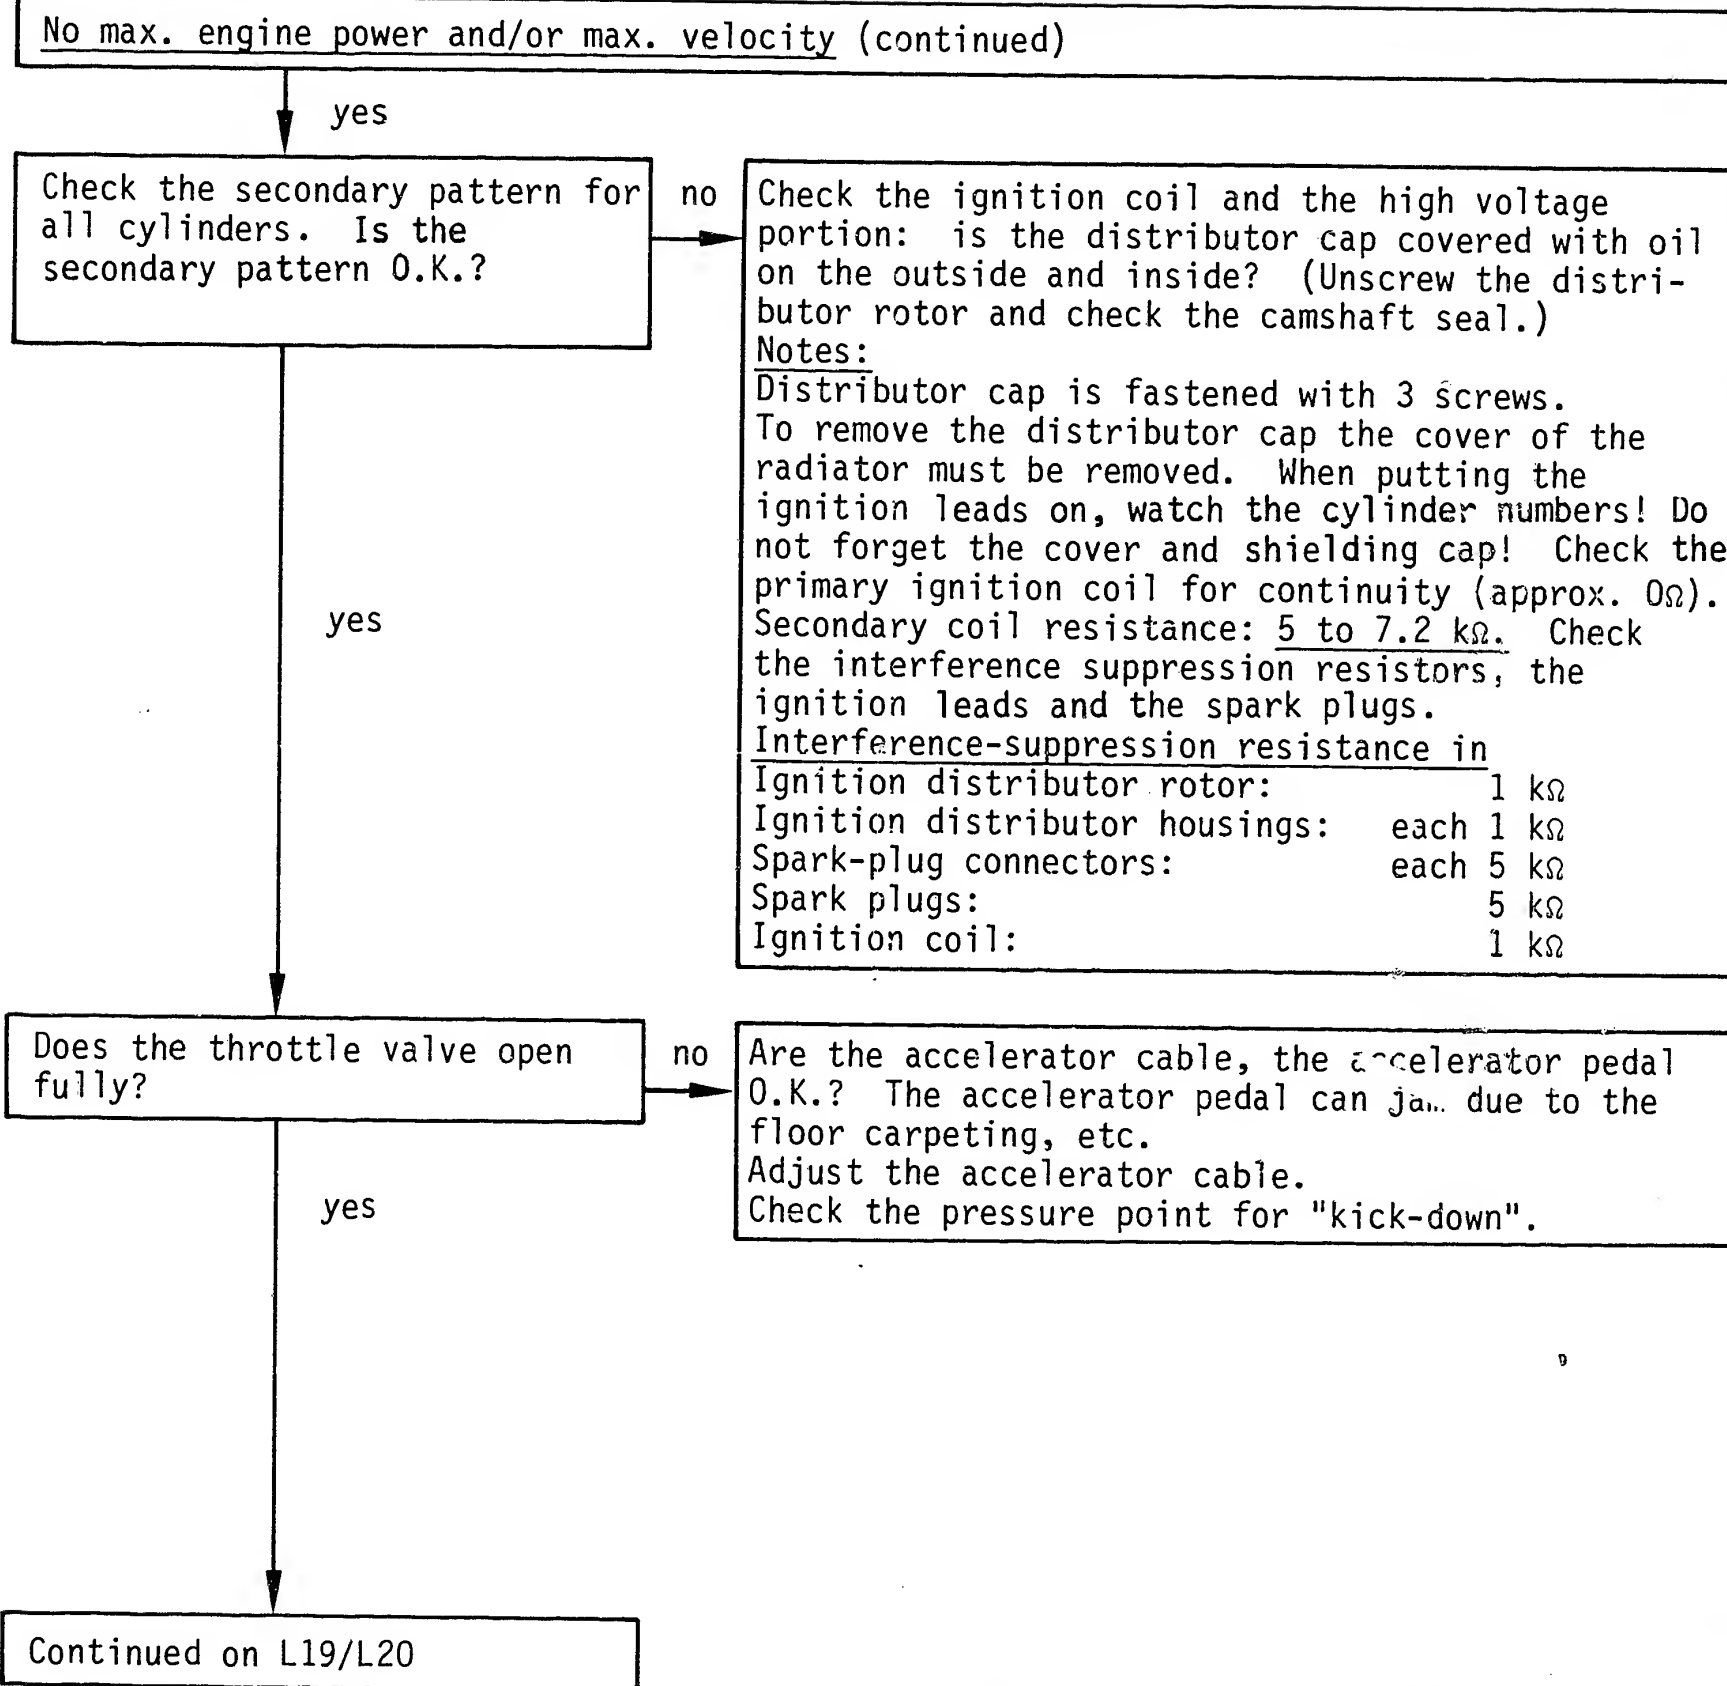 No max. engine power and/or max. velocity (continued)
yes
Check the secondary pattern for
all cylinders. Is the
secondary pattern O.K.?
no
Check the ignition coil and the high voltage
portion: is the distributor cap covered with oil
on the outside and inside? (Unscrew the distri-
butor rotor and check the camshaft seal.)
Notes:
Distributor cap is fastened with 3 screws.
To remove the distributor cap the cover of the
radiator must be removed. When putting the
ignition leads on, watch the cylinder numbers! Do
not forget the cover and shielding cap! Check the
primary ignition coil for continuity (approx. 0Ω).
Secondary coil resistance: 5 to 7.2 kΩ. Check
the interference suppression resistors, the
ignition leads and the spark plugs.
Interference-suppression resistance in
Ignition distributor rotor: 1 kΩ
Ignition distributor housings: each 1 kΩ
Spark-plug connectors: each 5 kΩ
Spark plugs: 5 kΩ
Ignition coil: 1 kΩ
yes
Does the throttle valve open
fully?
no
Are the accelerator cable, the accelerator pedal
O.K.? The accelerator pedal can jam due to the
floor carpeting, etc.
Adjust the accelerator cable.
Check the pressure point for "kick-down".
yes
Continued on L19/L20